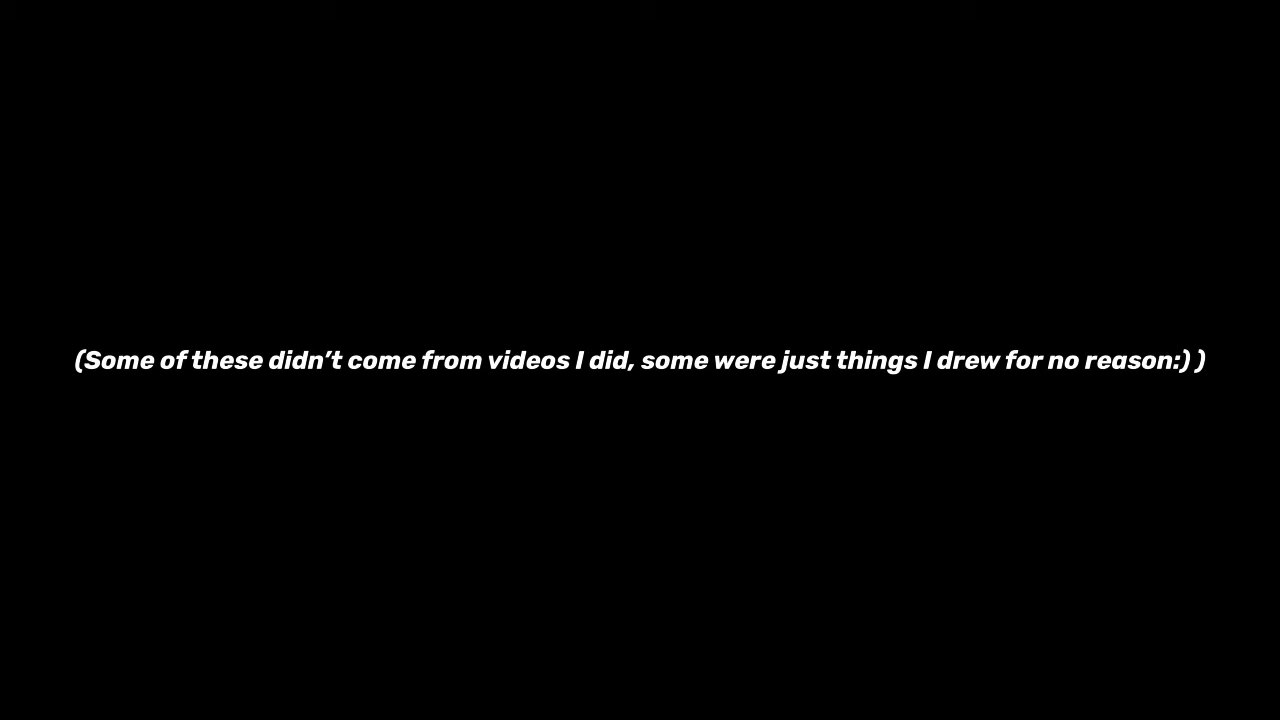 (Some of these didn’t come from videos I did, some were just things I drew for no reason:) )